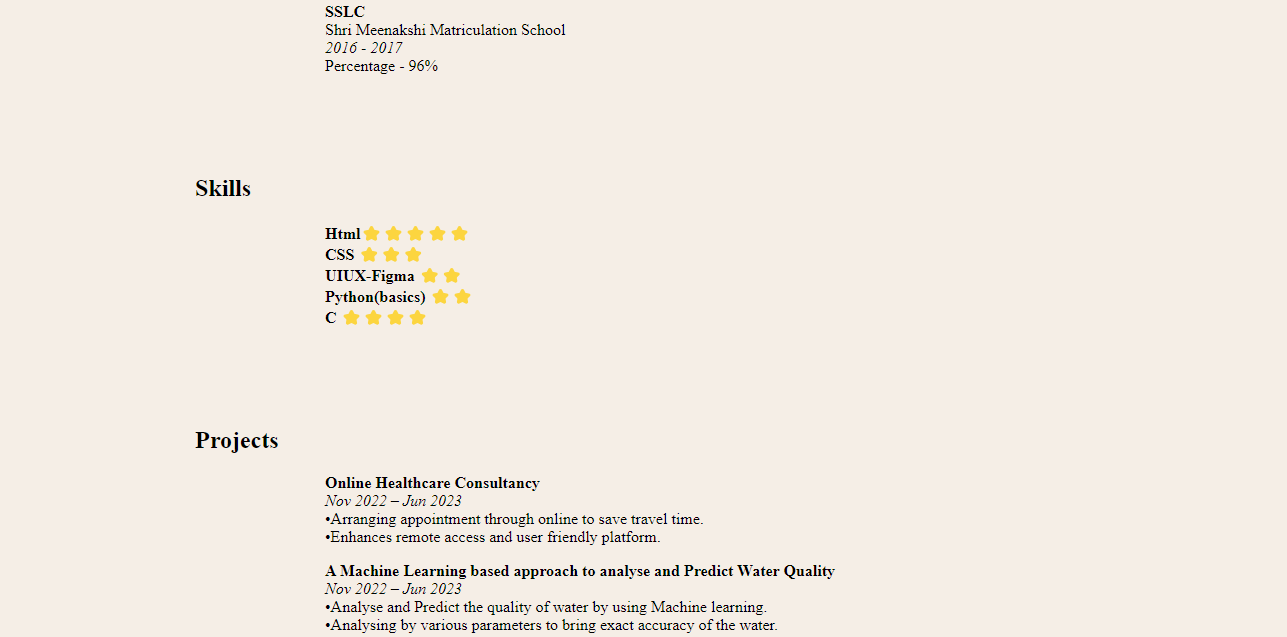 SSLC
Shri Meenakshi Matriculation School
2016 - 2017
Percentage - 96%
Skills
Html
CSS
UIUX-Figma
Python(basics)
C
Projects
Online Healthcare Consultancy
Nov 2022 – Jun 2023
•Arranging appointment through online to save travel time.
•Enhances remote access and user friendly platform.
A Machine Learning based approach to analyse and Predict Water Quality
Nov 2022 – Jun 2023
•Analyse and Predict the quality of water by using Machine learning.
•Analysing by various parameters to bring exact accuracy of the water.